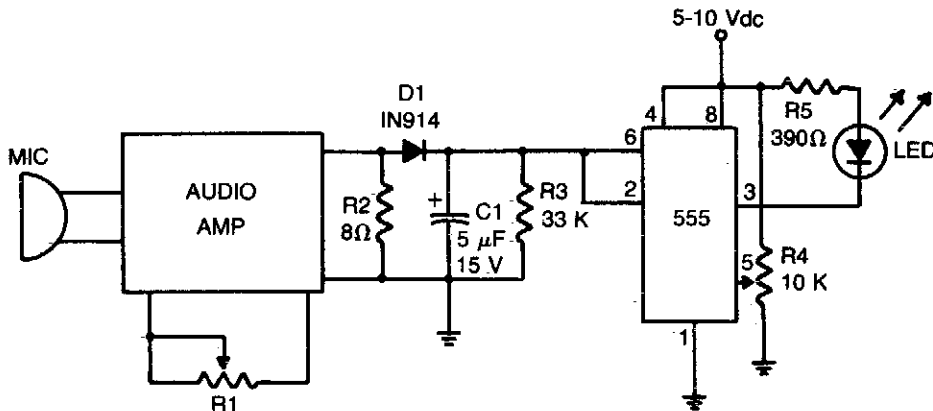 5-10 Vdc
D1
IN914
4
8
R5
390Ω
LED
MIC
AUDIO
AMP
R2
8Ω
+
C1
5 µF
15 V
R3
33 K
6
2
555
3
5
R4
10 K
1
R1